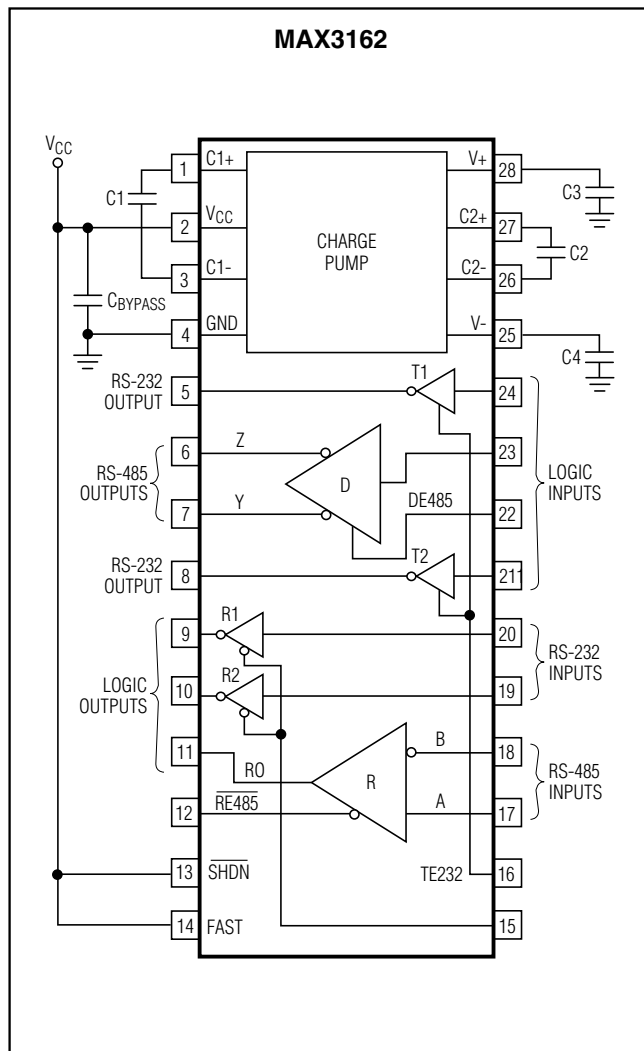 MAX3162
VCC
C1
CBYPASS
1 C1+
2 VCC
3 C1-
4 GND
CHARGE
PUMP
V+ 28
C2+ 27
C2- 26
V- 25
C3
C2
C4
RS-232
OUTPUT
5
T1
24
RS-485
OUTPUTS
6 Z
7 Y
D
23
DE485 22
LOGIC
INPUTS
RS-232
OUTPUT
8
T2
211
LOGIC
OUTPUTS
9 R1
10 R2
11 RO
20
19
RS-232
INPUTS
R
B 18
A 17
RS-485
INPUTS
12 RE485
13 SHDN
14 FAST
TE232 16
15